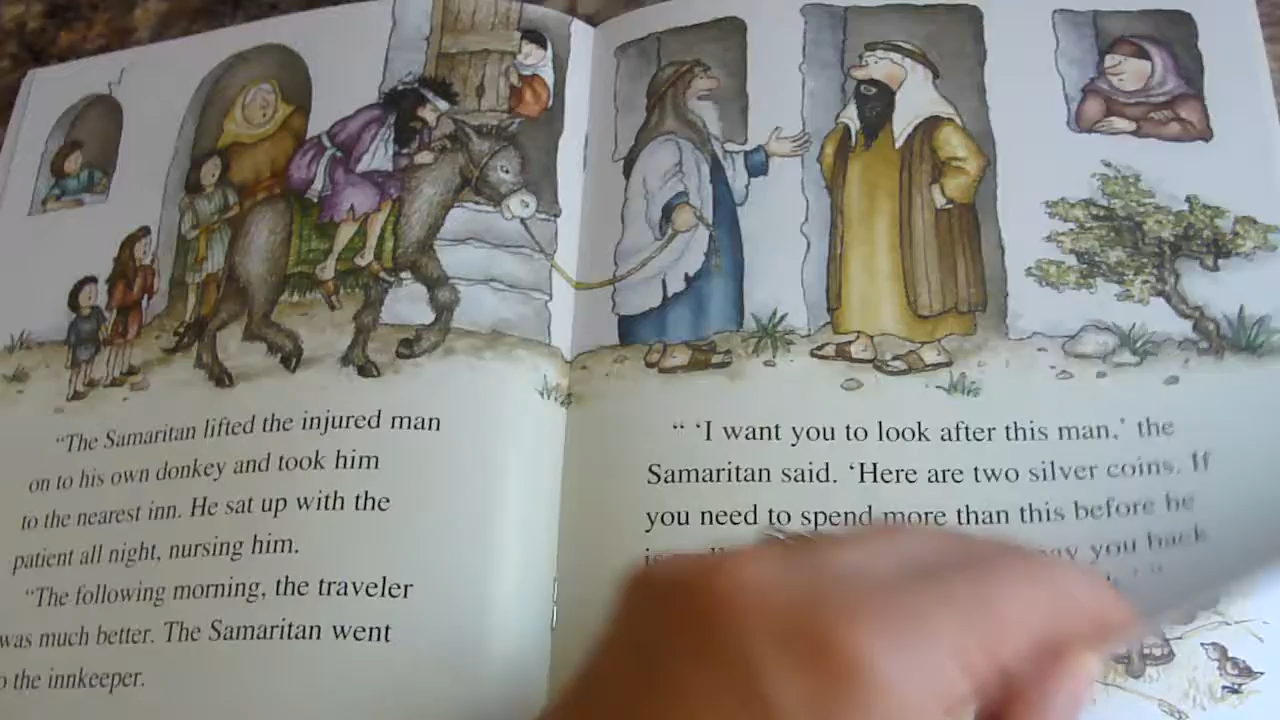 “The Samaritan lifted the injured man
on to his own donkey and took him
to the nearest inn. He sat up with the
patient all night, nursing him.
“The following morning, the traveler
was much better. The Samaritan went
the innkeeper.
“ ‘I want you to look after this man,’ the
Samaritan said. ‘Here are two silver coins. If
you need to spend more than this before he
you back